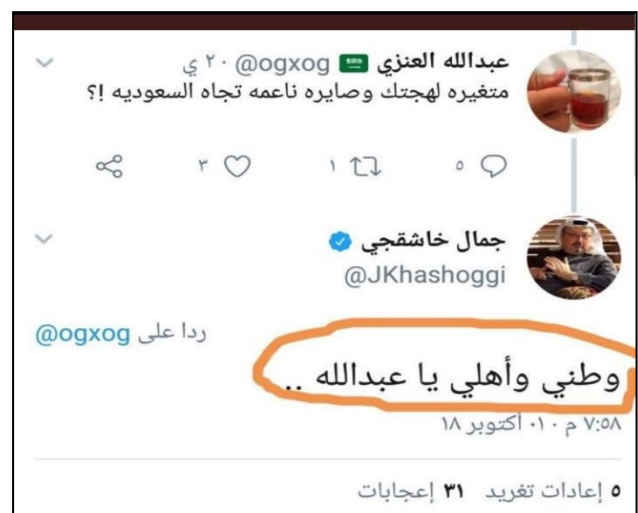 عبدالله العنزي 🇸🇦 @ogxog · ٢٠ ي
متغيره لهجتك وصايره ناعمه تجاه السعوديه !؟
٥ ١ ٣
جمال خاشقجي
@JKhashoggi
ردا على @ogxog
وطني وأهلي يا عبدالله ..
٧:٥٨ م · ٠١ أكتوبر ١٨
٥ إعادات تغريد ٣١ إعجابات